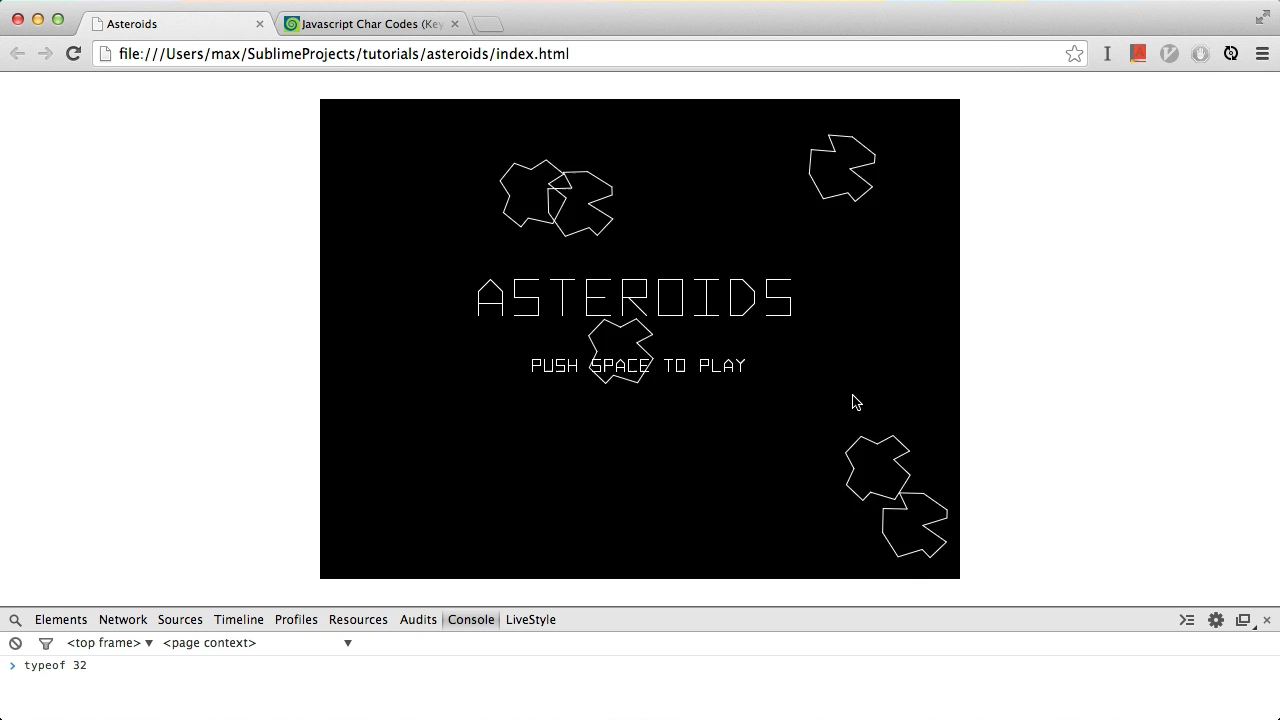 Asteroids
Javascript Char Codes (Key
file:///Users/max/SublimeProjects/tutorials/asteroids/index.html
ASTEROIDS
PUSH SPACE TO PLAY
Elements Network Sources Timeline Profiles Resources Audits Console LiveStyle
<top frame> <page context>
typeof 32